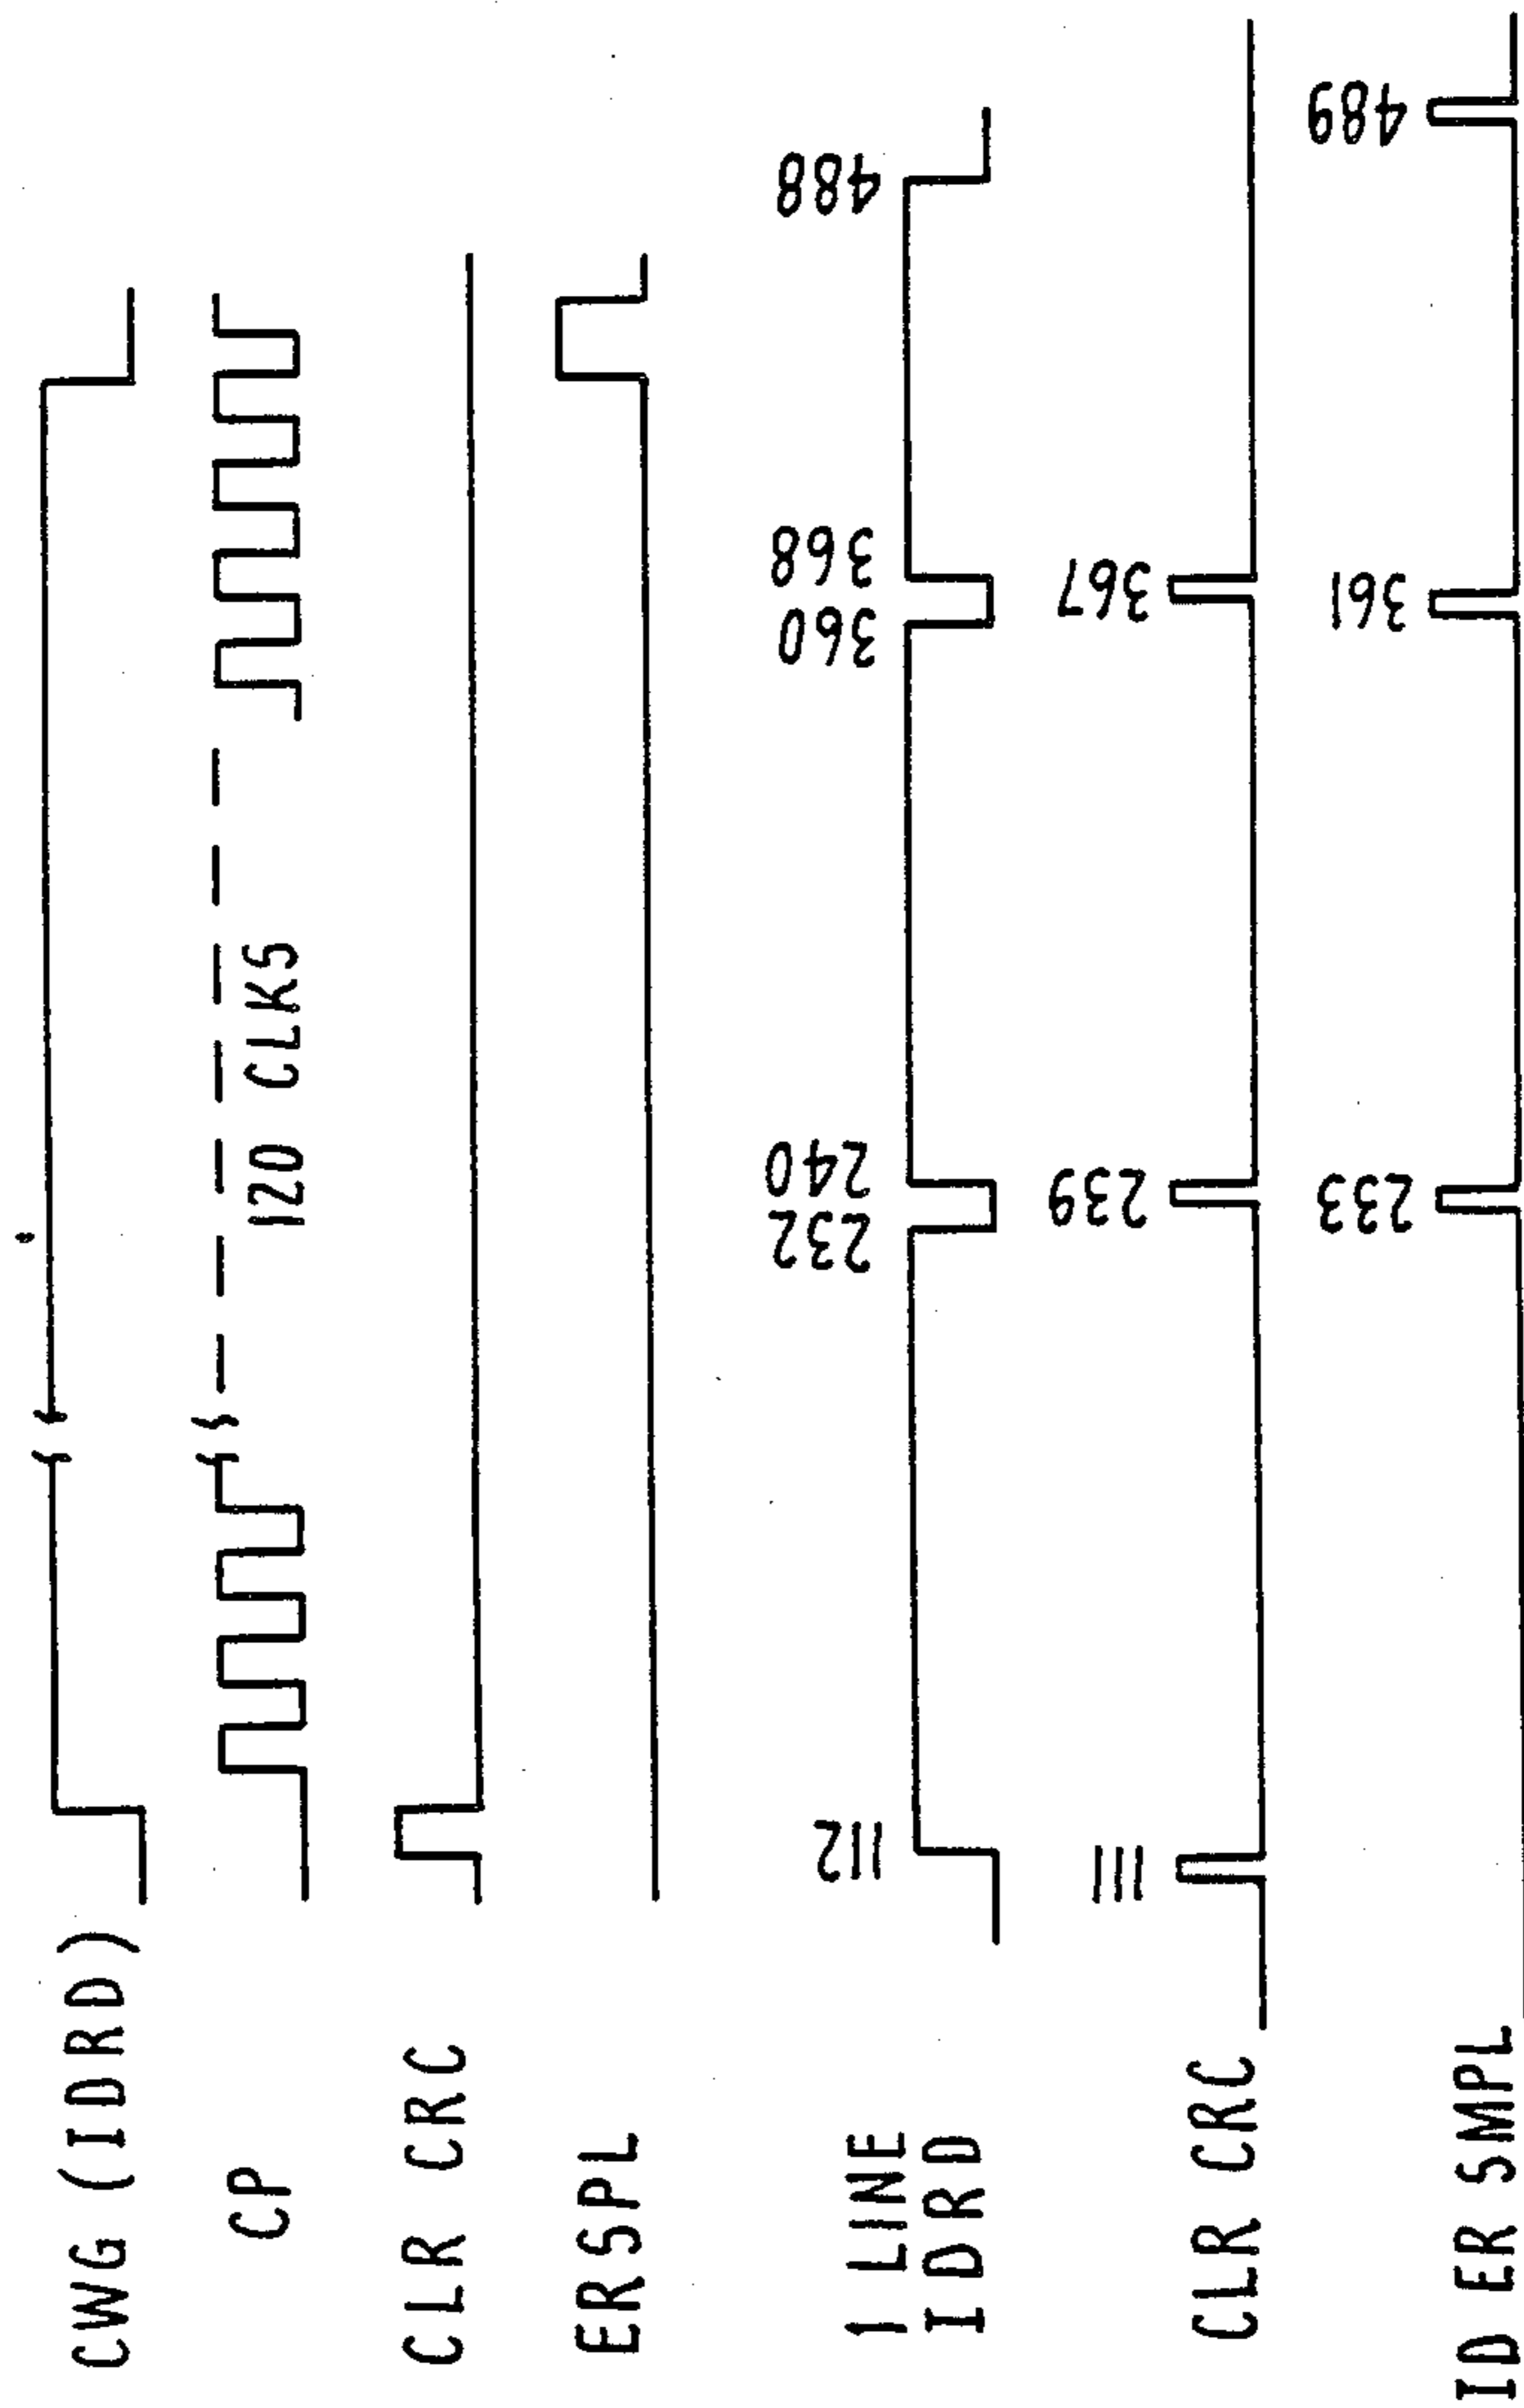 CWG (IDRD)
CP
120 CLKS
CLR CRC
ERSPL
1 LINE
IDRD
112
232 240
360 368
488
CLR CRC
111
239
367
ID ER SMPL
233
361
489